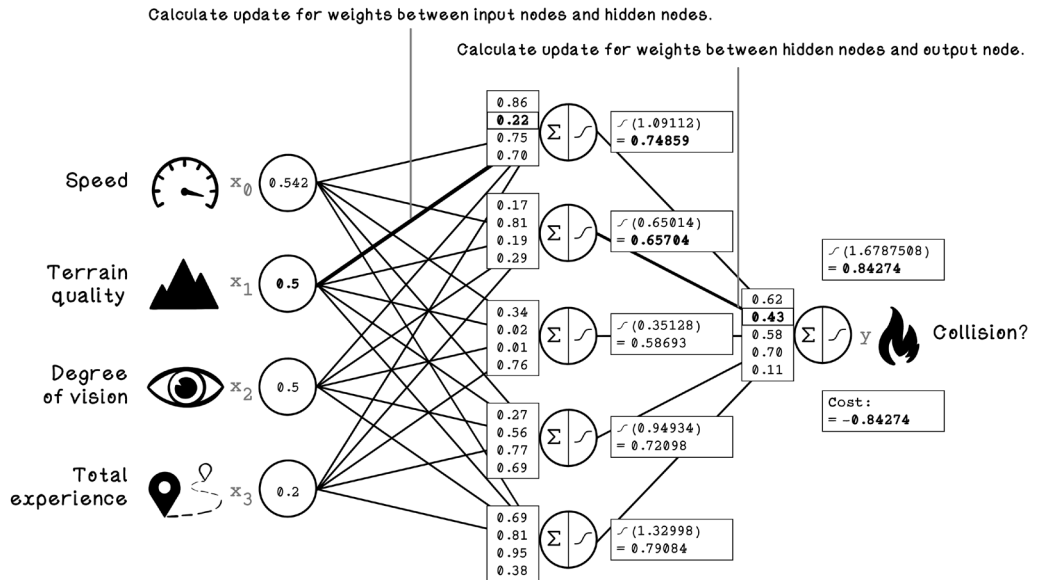 Calculate update for weights between input nodes and hidden nodes.
Calculate update for weights between hidden nodes and output node.
Speed
x0
0.542
Terrain
quality
x1
0.5
Degree
of vision
x2
0.5
Total
experience
x3
0.2
0.86
0.22
0.75
0.70
Σ
∫(1.09112)
= 0.74859
0.17
0.81
0.19
0.29
Σ
∫(0.65014)
= 0.65704
0.34
0.02
0.01
0.76
Σ
∫(0.35128)
= 0.58693
0.27
0.56
0.77
0.69
Σ
∫(0.94934)
= 0.72098
0.69
0.81
0.95
0.38
Σ
∫(1.32998)
= 0.79084
0.62
0.43
0.58
0.70
0.11
Σ
∫(1.6787508)
= 0.84274
y
Collision?
Cost:
= -0.84274